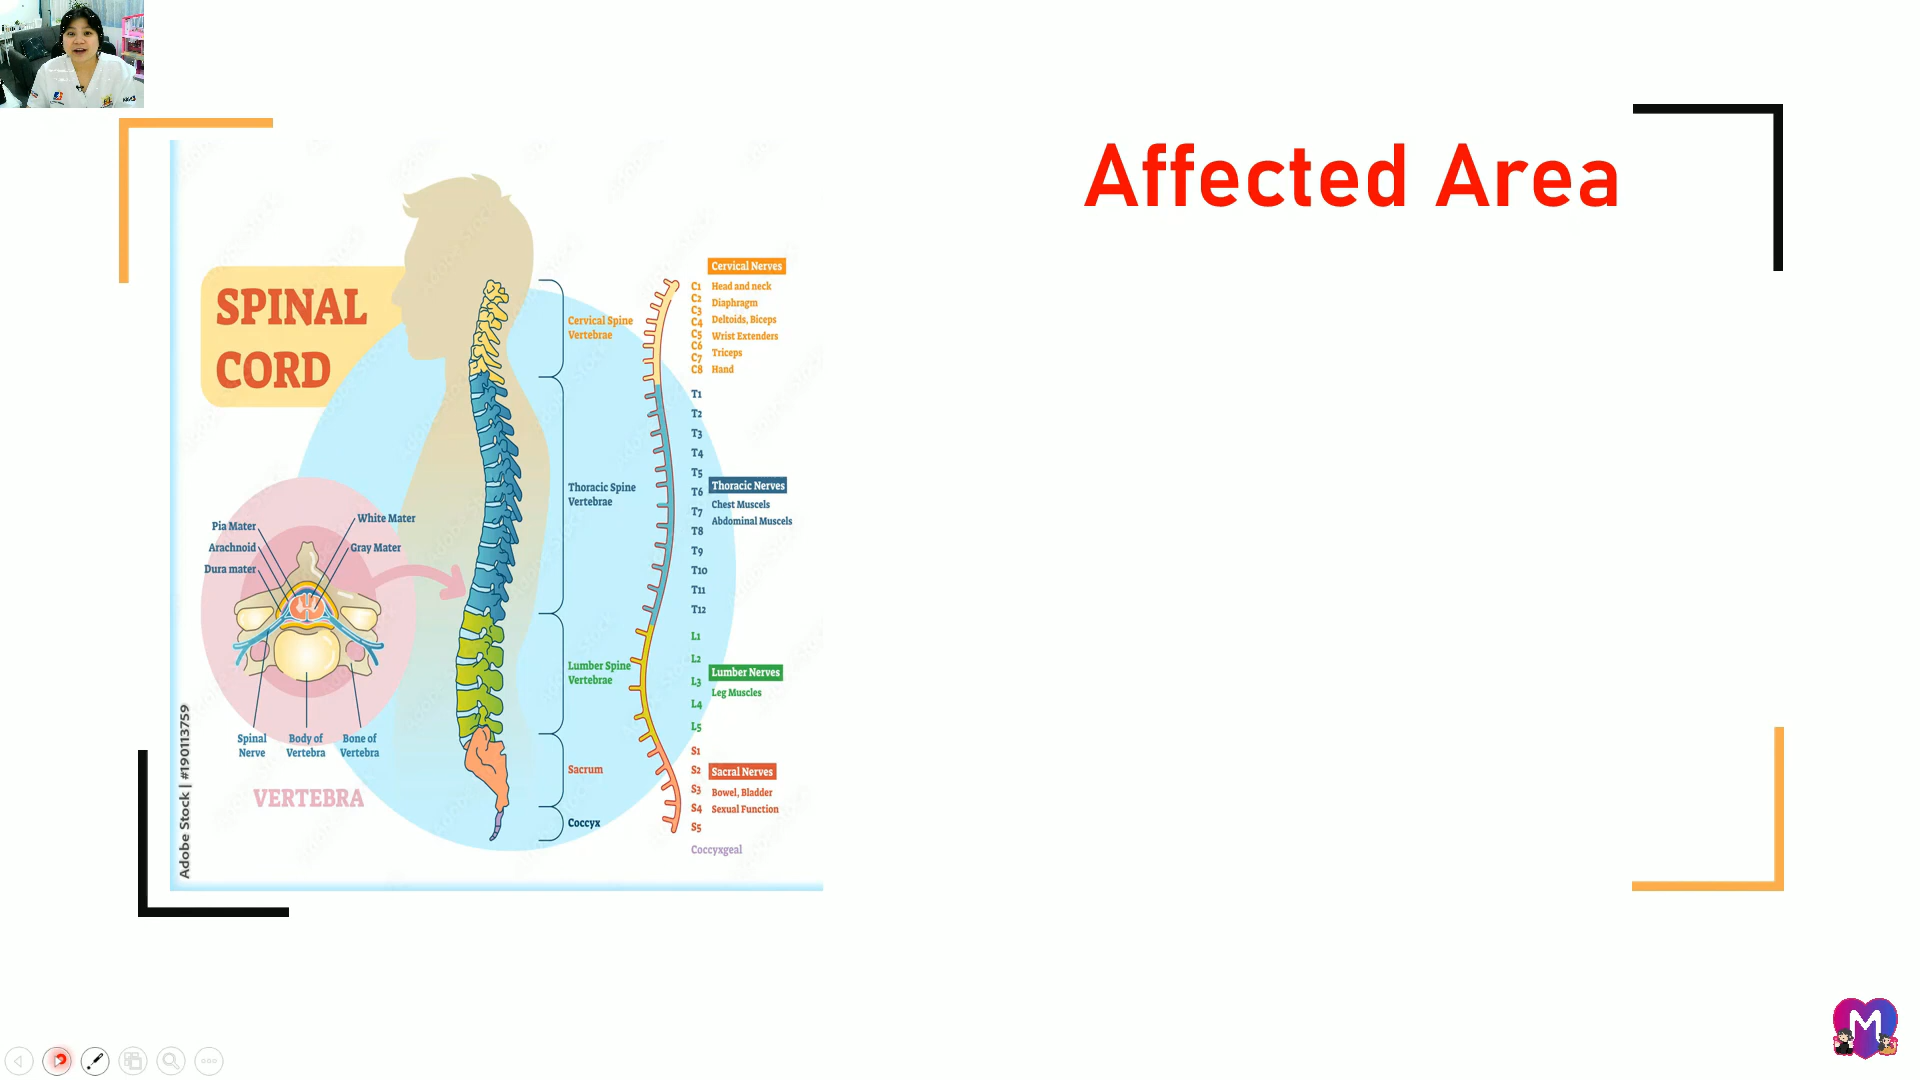 Affected Area
SPINAL
CORD
Pia Mater
Arachnoid
Dura mater
White Mater
Gray Mater
Spinal
Nerve
Body of
Vertebra
Bone of
Vertebra
VERTEBRA
Cervical Spine
Vertebrae
Thoracic Spine
Vertebrae
Lumber Spine
Vertebrae
Sacrum
Coccyx
Cervical Nerves
C1
C2
C3
C4
C5
C6
C7
C8
Head and neck
Diaphragm
Deltoids, Biceps
Wrist Extenders
Triceps
Hand
T1
T2
T3
T4
T5
T6
T7
T8
T9
T10
T11
T12
Thoracic Nerves
Chest Muscels
Abdominal Muscels
L1
L2
L3
L4
L5
Lumber Nerves
Leg Muscles
S1
S2
S3
S4
S5
Sacral Nerves
Bowel, Bladder
Sexual Function
Coccyxgeal
Adobe Stock | #190113759
M